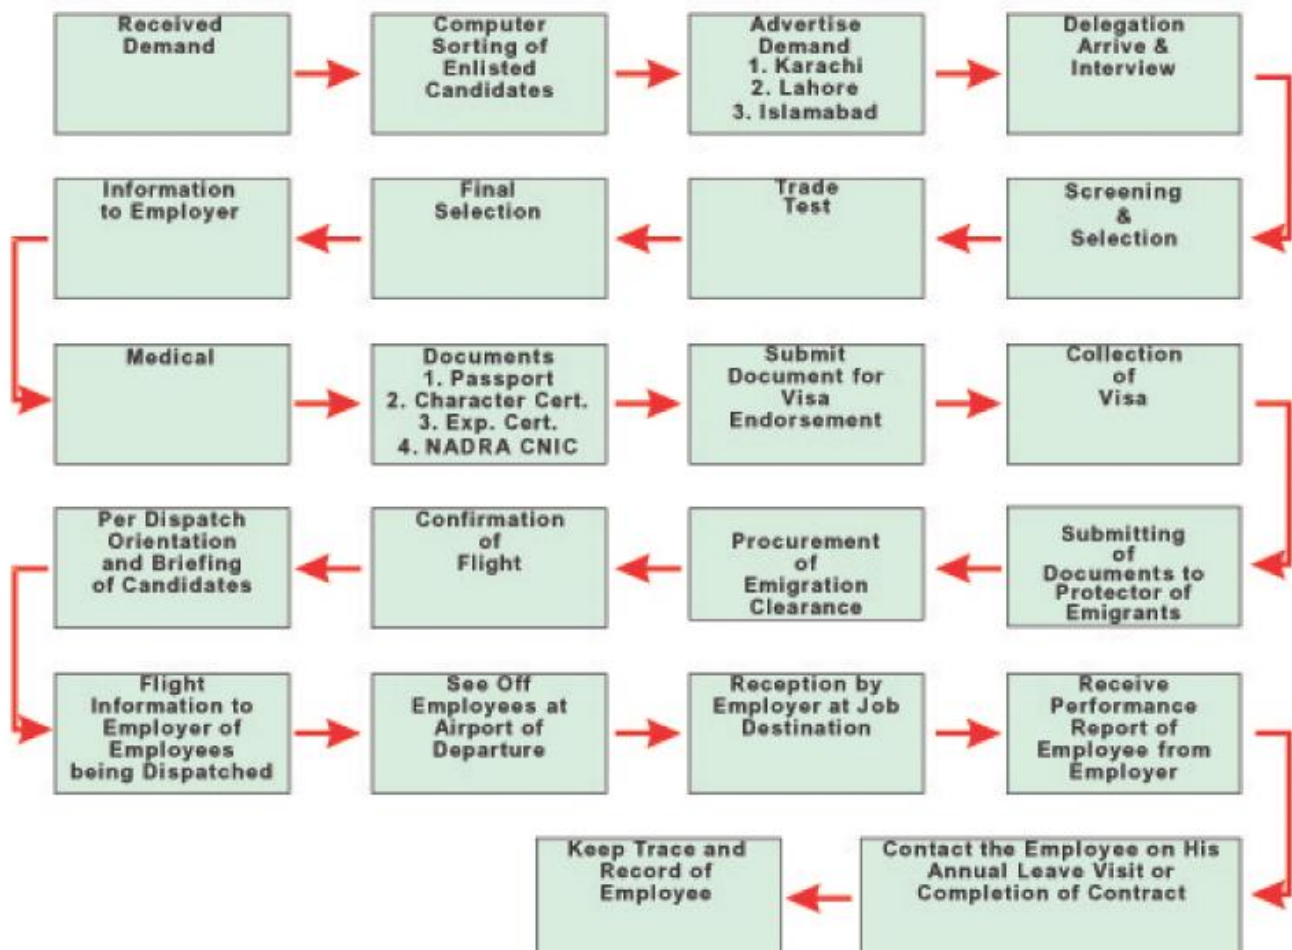 Received
Demand
Computer
Sorting of
Enlisted
Candidates
Advertise
Demand
1. Karachi
2. Lahore
3. Islamabad
Delegation
Arrive &
Interview
Screening
&
Selection
Trade
Test
Final
Selection
Information
to Employer
Medical
Documents
1. Passport
2. Character Cert.
3. Exp. Cert.
4. NADRA CNIC
Submit
Document for
Visa
Endorsement
Collection
of
Visa
Submitting
of
Documents to
Protector of
Emigrants
Procurement
of
Emigration
Clearance
Confirmation
of
Flight
Per Dispatch
Orientation
and Briefing
of Candidates
Flight
Information to
Employer of
Employees
being Dispatched
See Off
Employees at
Airport of
Departure
Reception by
Employer at Job
Destination
Receive
Performance
Report of
Employee from
Employer
Contact the Employee on His
Annual Leave Visit or
Completion of Contract
Keep Trace and
Record of
Employee